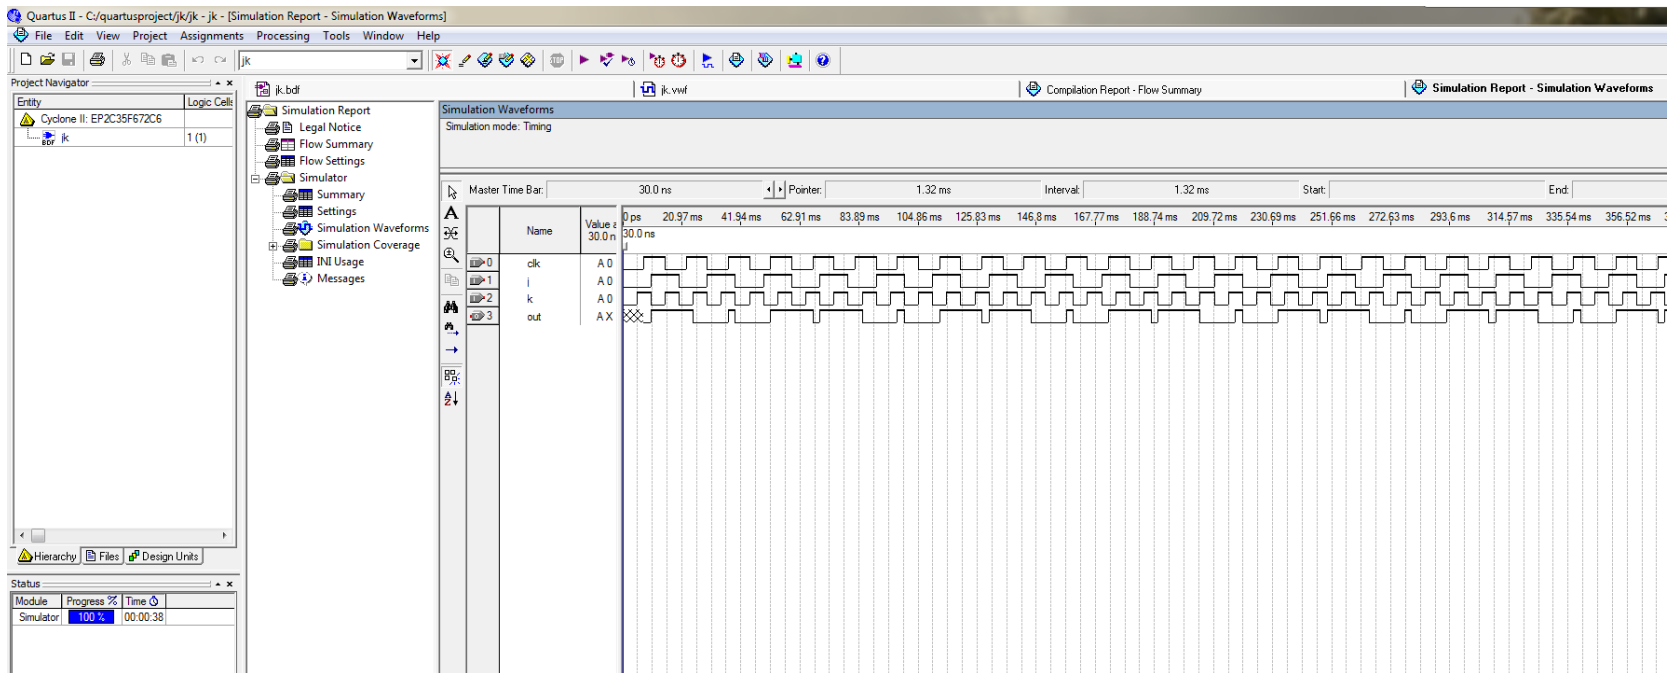 Quartus II - C:/quartusproject/jk/jk - jk - [Simulation Report - Simulation Waveforms]
File Edit View Project Assignments Processing Tools Window Help
jk
Project Navigator
Entity Logic Cells
Cyclone II: EP2C35F672C6
BDF jk 1 (1)
Hierarchy Files Design Units
Status
Module Progress % Time
Simulator 100 % 00:00:38
jk.bdf jk.vwf Compilation Report - Flow Summary Simulation Report - Simulation Waveforms
Simulation Report
Legal Notice
Flow Summary
Flow Settings
Simulator
Summary
Settings
Simulation Waveforms
Simulation Coverage
INI Usage
Messages
Simulation Waveforms
Simulation mode: Timing
Master Time Bar: 30.0 ns Pointer: 1.32 ms Interval: 1.32 ms Start: End:
Name Value a 30.0 n
0 ps 20.97 ms 41.94 ms 62.91 ms 83.89 ms 104.86 ms 125.83 ms 146.8 ms 167.77 ms 188.74 ms 209.72 ms 230.69 ms 251.66 ms 272.63 ms 293.6 ms 314.57 ms 335.54 ms 356.52 ms
30.0 ns
0 clk A 0
1 j A 0
2 k A 0
3 out A X